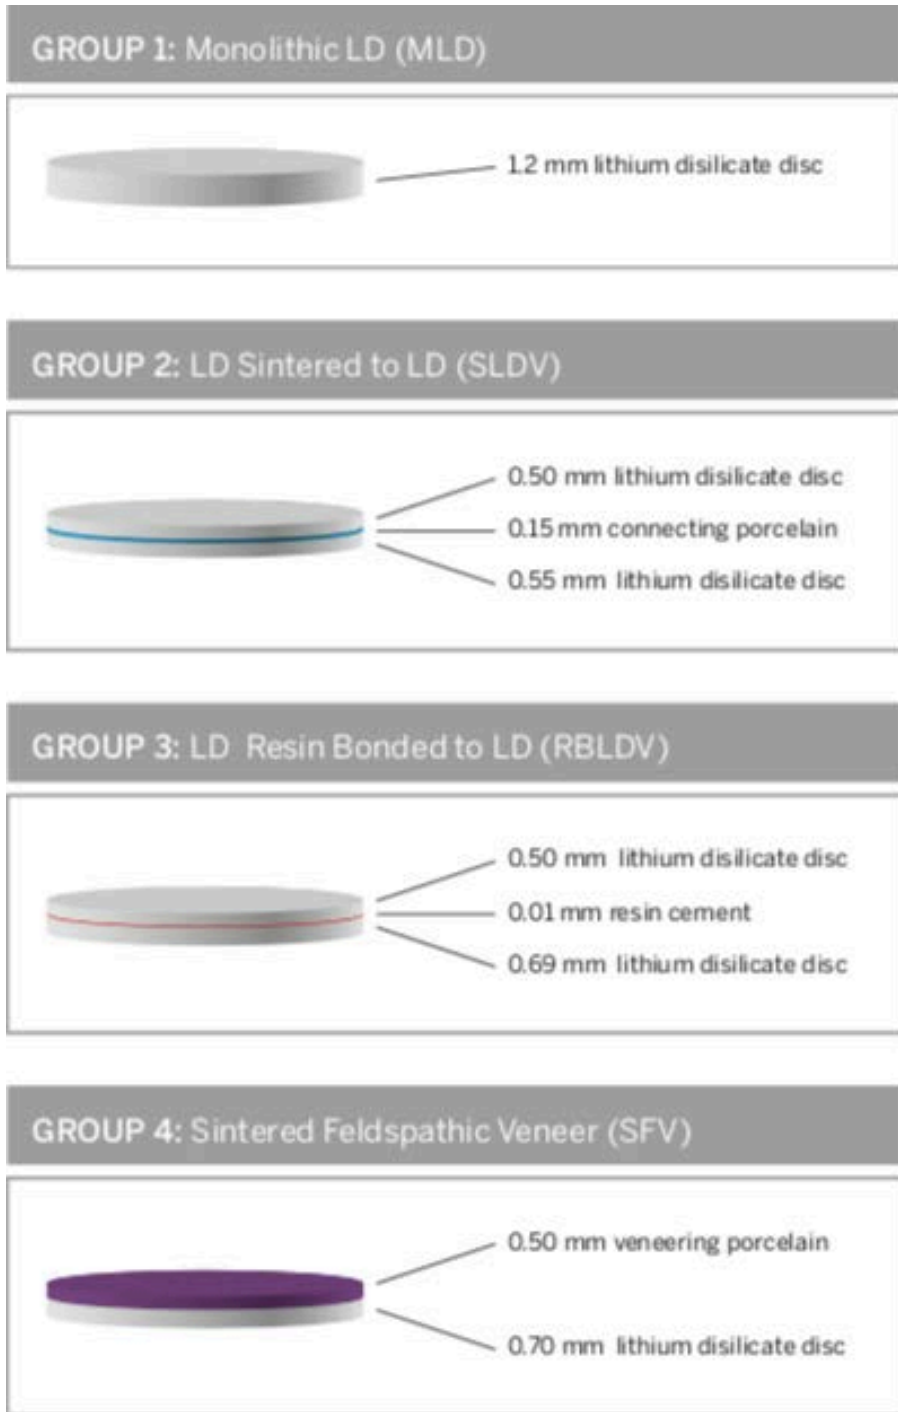 GROUP 1: Monolithic LD (MLD)
1.2 mm lithium disilicate disc
GROUP 2: LD Sintered to LD (SLDV)
0.50 mm lithium disilicate disc
0.15 mm connecting porcelain
0.55 mm lithium disilicate disc
GROUP 3: LD Resin Bonded to LD (RBLDV)
0.50 mm lithium disilicate disc
0.01 mm resin cement
0.69 mm lithium disilicate disc
GROUP 4: Sintered Feldspathic Veneer (SFV)
0.50 mm veneering porcelain
0.70 mm lithium disilicate disc